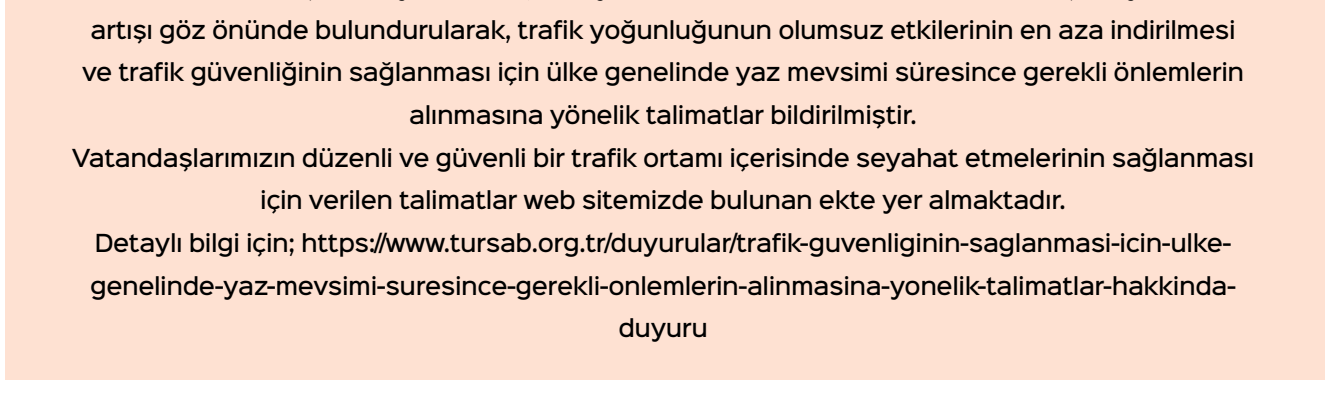 artışı göz önünde bulundurularak, trafik yoğunluğunun olumsuz etkilerinin en aza indirilmesi
ve trafik güvenliğinin sağlanması için ülke genelinde yaz mevsimi süresince gerekli önlemlerin
alınmasına yönelik talimatlar bildirilmiştir.
Vatandaşlarımızın düzenli ve güvenli bir trafik ortamı içerisinde seyahat etmelerinin sağlanması
için verilen talimatlar web sitemizde bulunan ekte yer almaktadır.
Detaylı bilgi için; https://www.tursab.org.tr/duyurular/trafik-guvenliginin-saglanmasi-icin-ulke-
genelinde-yaz-mevsimi-suresince-gerekli-onlemlerin-alinmasina-yonelik-talimatlar-hakkinda-
duyuru